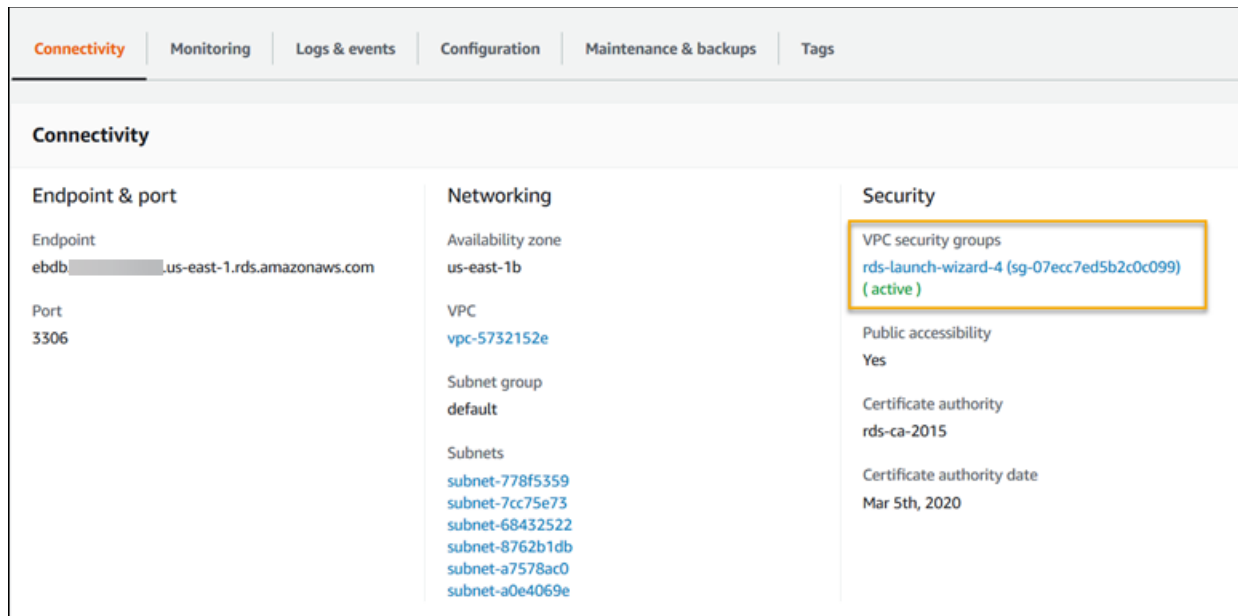 Connectivity
Monitoring
Logs & events
Configuration
Maintenance & backups
Tags
Connectivity
Endpoint & port
Endpoint
ebdb. .us-east-1.rds.amazonaws.com
Port
3306
Networking
Availability zone
us-east-1b
VPC
vpc-5732152e
Subnet group
default
Subnets
subnet-778f5359
subnet-7cc75e73
subnet-68432522
subnet-8762b1db
subnet-a7578ac0
subnet-a0e4069e
Security
VPC security groups
rds-launch-wizard-4 (sg-07ecc7ed5b2c0c099)
( active )
Public accessibility
Yes
Certificate authority
rds-ca-2015
Certificate authority date
Mar 5th, 2020